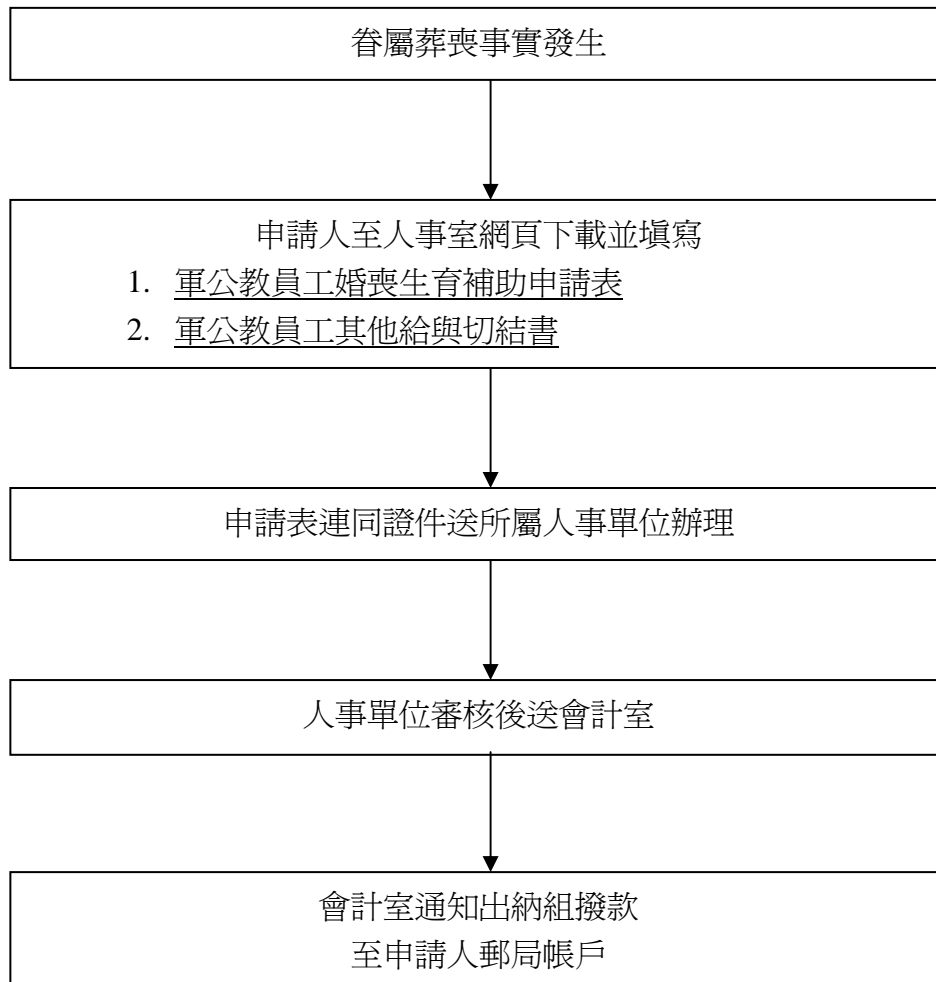 眷屬葬喪事實發生
申請人至人事室網頁下載並填寫
1. 軍公教員工婚喪生育補助申請表
2. 軍公教員工其他給與切結書
申請表連同證件送所屬人事單位辦理
人事單位審核後送會計室
會計室通知出納組撥款
至申請人郵局帳戶